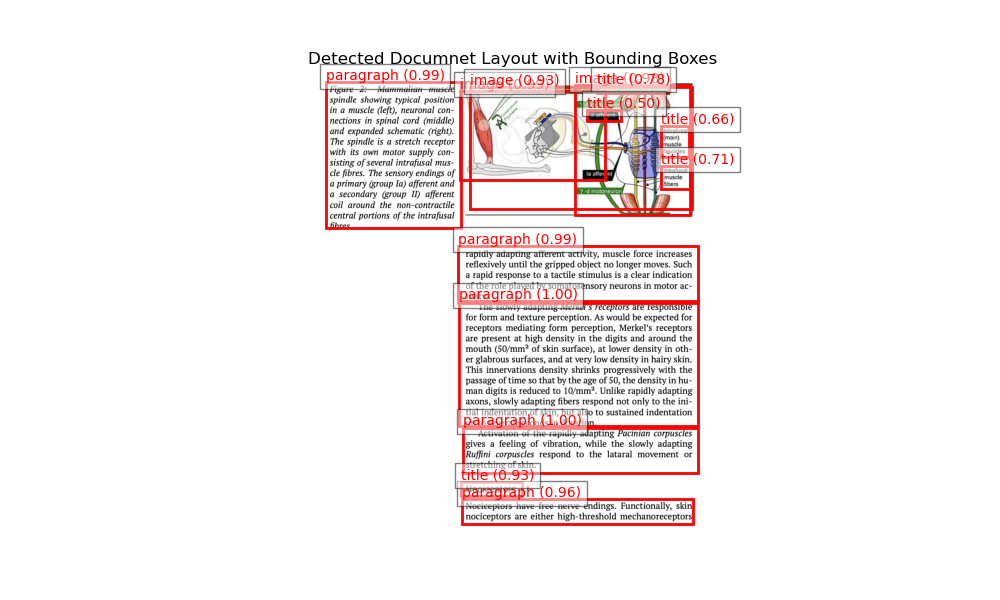 Detected Documnet Layout with Bounding Boxes
paragraph (0.99)
Figure 2: Mammalian muscle
spindle showing typical position
in a muscle (left), neuronal con-
nections in spinal cord (middle)
and expanded schematic (right).
The spindle is a stretch receptor
with its own motor supply con-
sisting of several intrafusal mus-
cle fibres. The sensory endings of
a primary (group Ia) afferent and
a secondary (group II) afferent
coil around the non-contractile
central portions of the intrafusal
fibres.
image (0.93)
title (0.78)
title (0.50)
title (0.66)
(main)
muscle
title (0.71)
muscle
fibers
Ia afferent
γ -d motoneuron
paragraph (0.99)
rapidly adapting afferent activity, muscle force increases
reflexively until the gripped object no longer moves. Such
a rapid response to a tactile stimulus is a clear indication
of the role played by somatosensory neurons in motor ac-
paragraph (1.00)
The slowly adapting Merkel's receptors are responsible
for form and texture perception. As would be expected for
receptors mediating form perception, Merkel's receptors
are present at high density in the digits and around the
mouth (50/mm² of skin surface), at lower density in oth-
er glabrous surfaces, and at very low density in hairy skin.
This innervations density shrinks progressively with the
passage of time so that by the age of 50, the density in hu-
man digits is reduced to 10/mm². Unlike rapidly adapting
axons, slowly adapting fibers respond not only to the ini-
tial indentation of skin, but also to sustained indentation
paragraph (1.00)
Activation of the rapidly adapting Pacinian corpuscles
gives a feeling of vibration, while the slowly adapting
Ruffini corpuscles respond to the lataral movement or
stretching of skin.
title (0.93)
paragraph (0.96)
Nociceptors have free nerve endings. Functionally, skin
nociceptors are either high-threshold mechanoreceptors